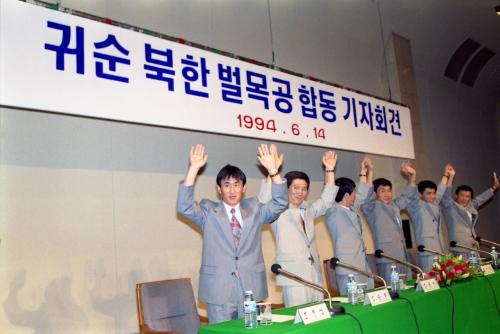 귀순 북한 벌목공 합동 기자회견
1994. 6. 14